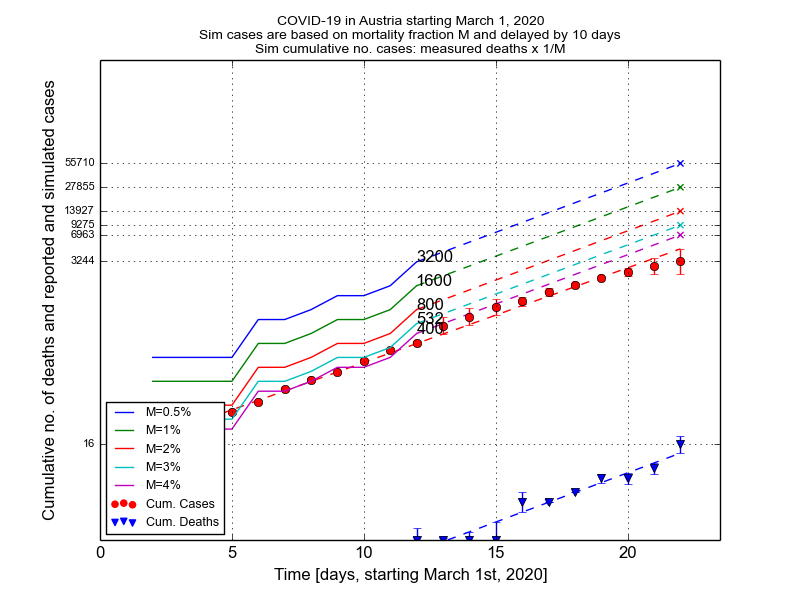 COVID-19 in Austria starting March 1, 2020
Sim cases are based on mortality fraction M and delayed by 10 days
Sim cumulative no. cases: measured deaths x 1/M
Cumulative no. of deaths and reported and simulated cases
55710
27855
13927
9275
6963
3244
16
3200
1600
800
532
400
M=0.5%
M=1%
M=2%
M=3%
M=4%
Cum. Cases
Cum. Deaths
0 5 10 15 20
Time [days, starting March 1st, 2020]